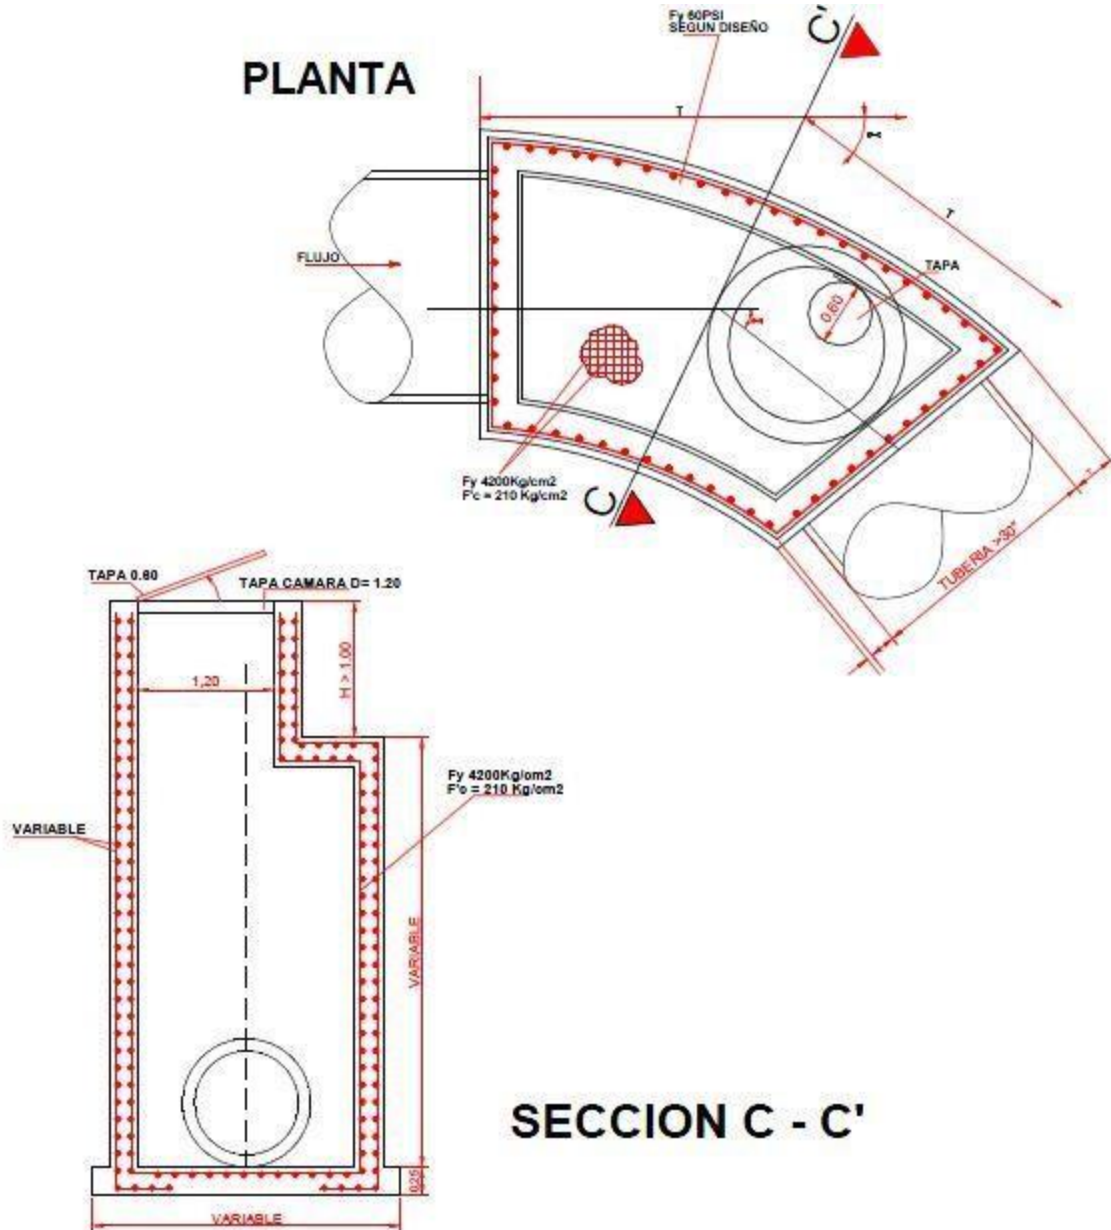 Fy 60PSI
SEGUN DISEÑO
C'
PLANTA
T
T
FLUJO
TAPA
0.60
Fy 4200Kg/cm2
F'c = 210 Kg/cm2
C
TUBERIA >30"
TAPA 0.60
TAPA CAMARA D= 1.20
H > 1.00
1,20
Fy 4200Kg/om2
F'o = 210 Kg/om2
VARIABLE
VARIABLE
SECCION C - C'
0.25
VARIABLE